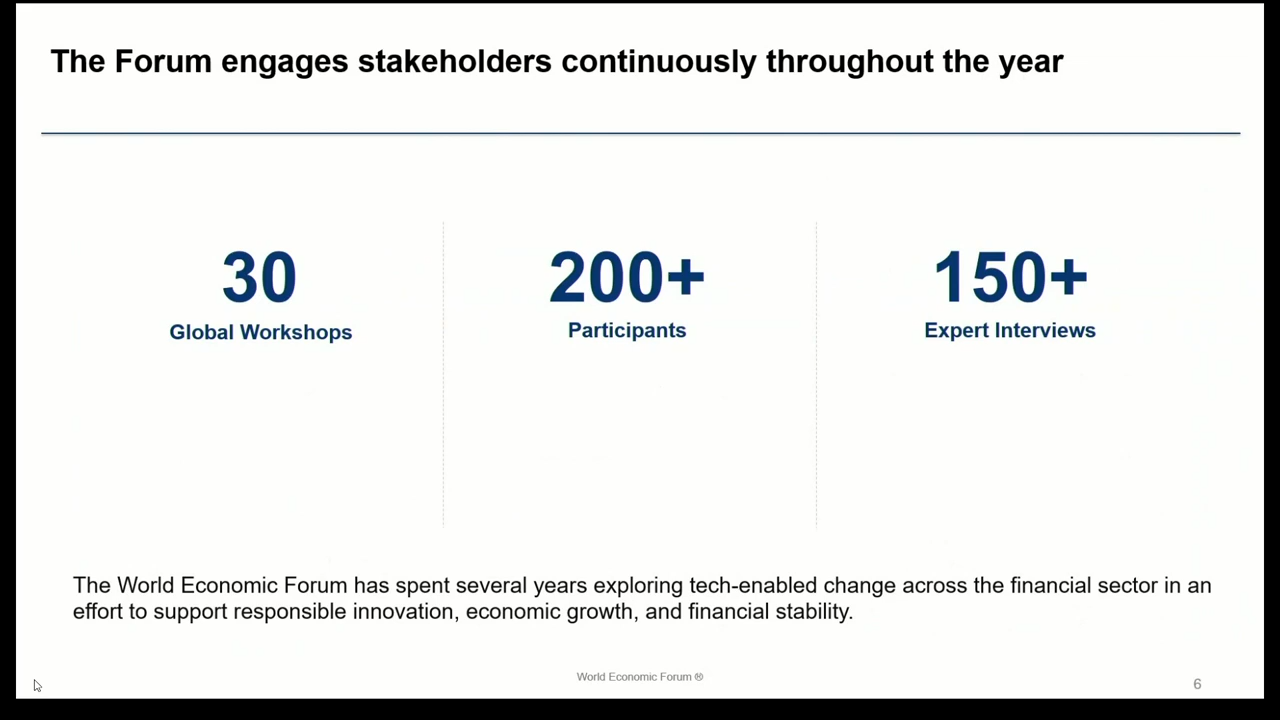 The Forum engages stakeholders continuously throughout the year
30
Global Workshops
200+
Participants
150+
Expert Interviews
The World Economic Forum has spent several years exploring tech-enabled change across the financial sector in an
effort to support responsible innovation, economic growth, and financial stability.
World Economic Forum ®
6